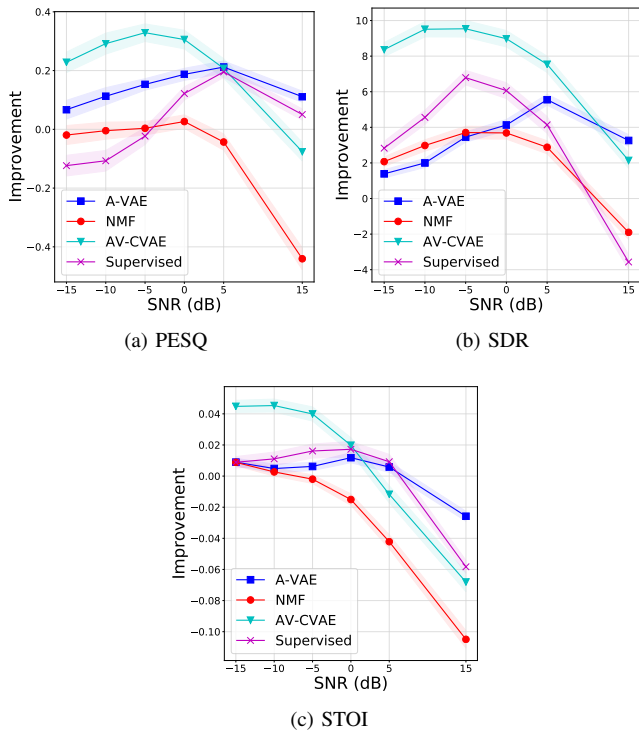 0.4
0.2
0.0
−0.2
−0.4
Improvement
A-VAE
NMF
AV-CVAE
Supervised
−15 −10 −5 0 5 15
SNR (dB)
(a) PESQ
10
8
6
4
2
0
−2
−4
Improvement
A-VAE
NMF
AV-CVAE
Supervised
−15 −10 −5 0 5 15
SNR (dB)
(b) SDR
0.04
0.02
0.00
−0.02
−0.04
−0.06
−0.08
−0.10
Improvement
A-VAE
NMF
AV-CVAE
Supervised
−15 −10 −5 0 5 15
SNR (dB)
(c) STOI